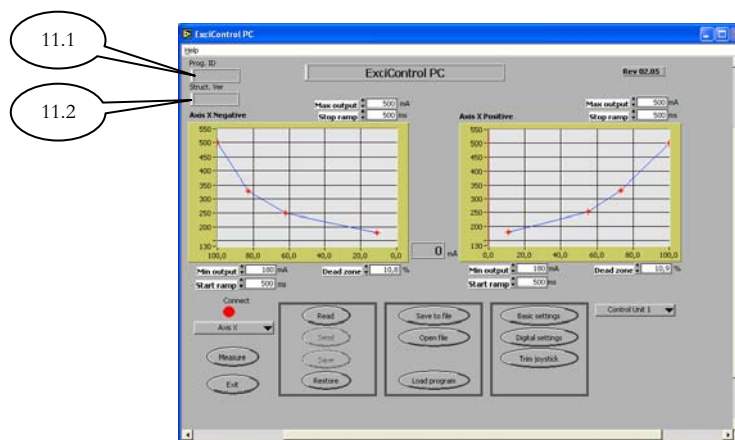 11.1
11.2
ExciControl PC
Help
Prog. ID
ExciControl PC
Rev 02.05
Struct. Ver
Max output 500 mA
Stop ramp 500 ms
Max output 500 mA
Stop ramp 500 ms
Axis X Negative
Axis X Positive
550
500
450
400
350
300
250
200
130
100,0 80,0 60,0 40,0 20,0 0,0
0 mA
550
500
450
400
350
300
250
200
130
0,0 20,0 40,0 60,0 80,0 100,0
Min output 180 mA Dead zone 10,8 %
Start ramp 500 ms
Min output 180 mA Dead zone 10,9 %
Start ramp 500 ms
Connect
Axis X
Measure
Exit
Read
Send
Save
Restore
Save to file
Open file
Load program
Basic settings
Digital settings
Trim joystick
Control Unit 1